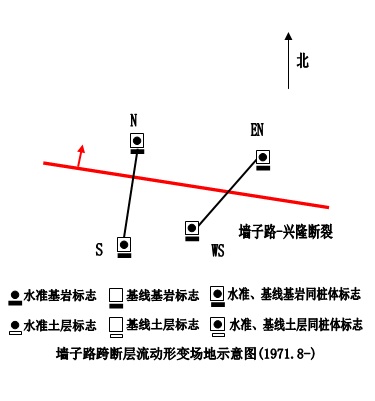 北
N
EN
墙子路-兴隆断裂
S
WS
水准基岩标志 基线基岩标志 水准、基线基岩同桩体标志
水准土层标志 基线土层标志 水准、基线土层同桩体标志
墙子路跨断层流动形变场地示意图(1971.8-)